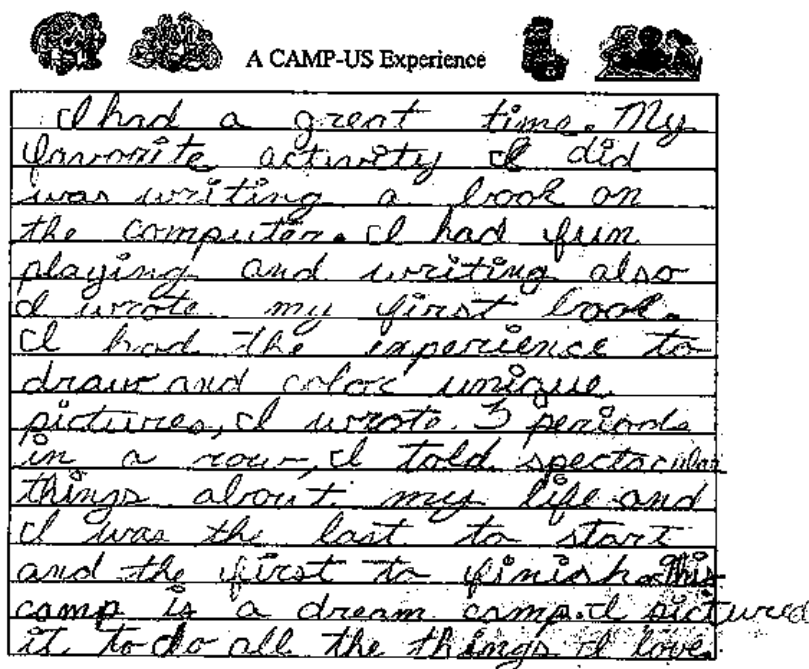 A CAMP-US Experience
I had a great time. My
favorite activity I did
was writing a book on
the computer. I had fun
playing and writing also
I wrote my first book.
I had the experience to
draw and color unique
pictures, I wrote 3 periods
in a row, I told spectacular
things about my life and
I was the last to start
and the first to finish. This
camp is a dream camp. I pictured
it to do all the things I love.